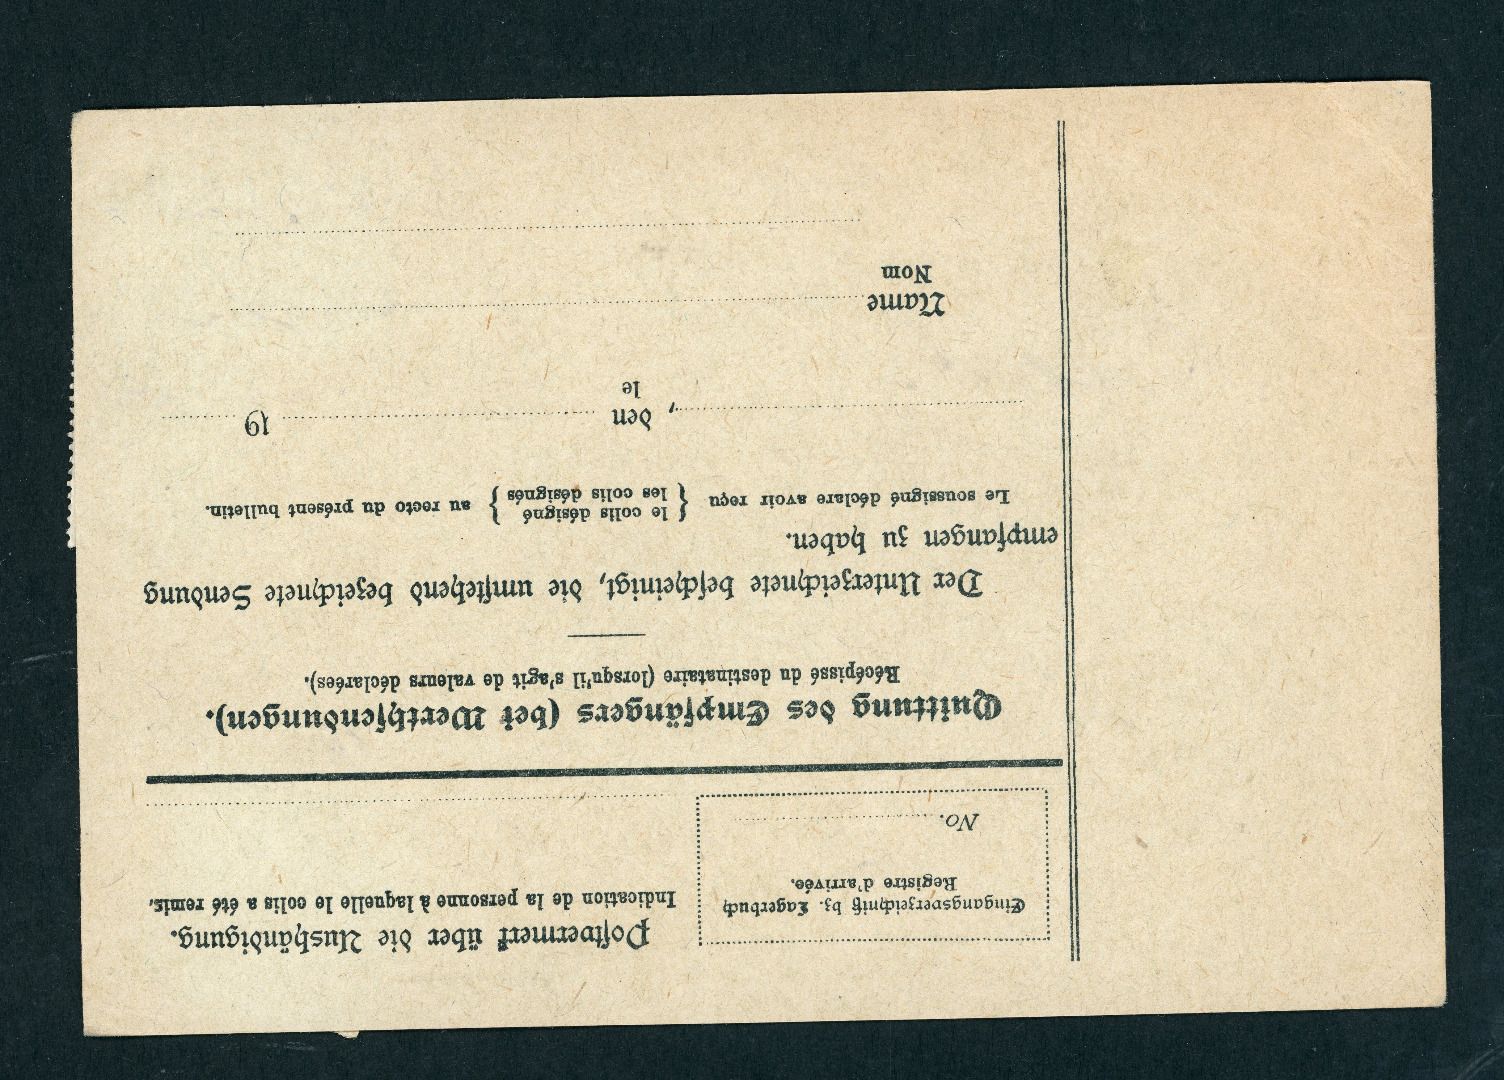 Eingangsverzeichniß bz. Lagerbuch
Registre d'arrivée.
No.
Postvermerk über die Aushändigung.
Indication de la personne à laquelle le colis a été remis.
Quittung des Empfängers (bei Werthsendungen).
Récépissé du destinataire (lorsqu'il s'agit de valeurs déclarées).
Der Unterzeichnete bescheinigt, die umstehend bezeichnete Sendung
empfangen zu haben.
Le soussigné déclare avoir reçu { le colis désigné
les colis désignés } au recto du présent bulletin.
, den 19
le
Name
Nom